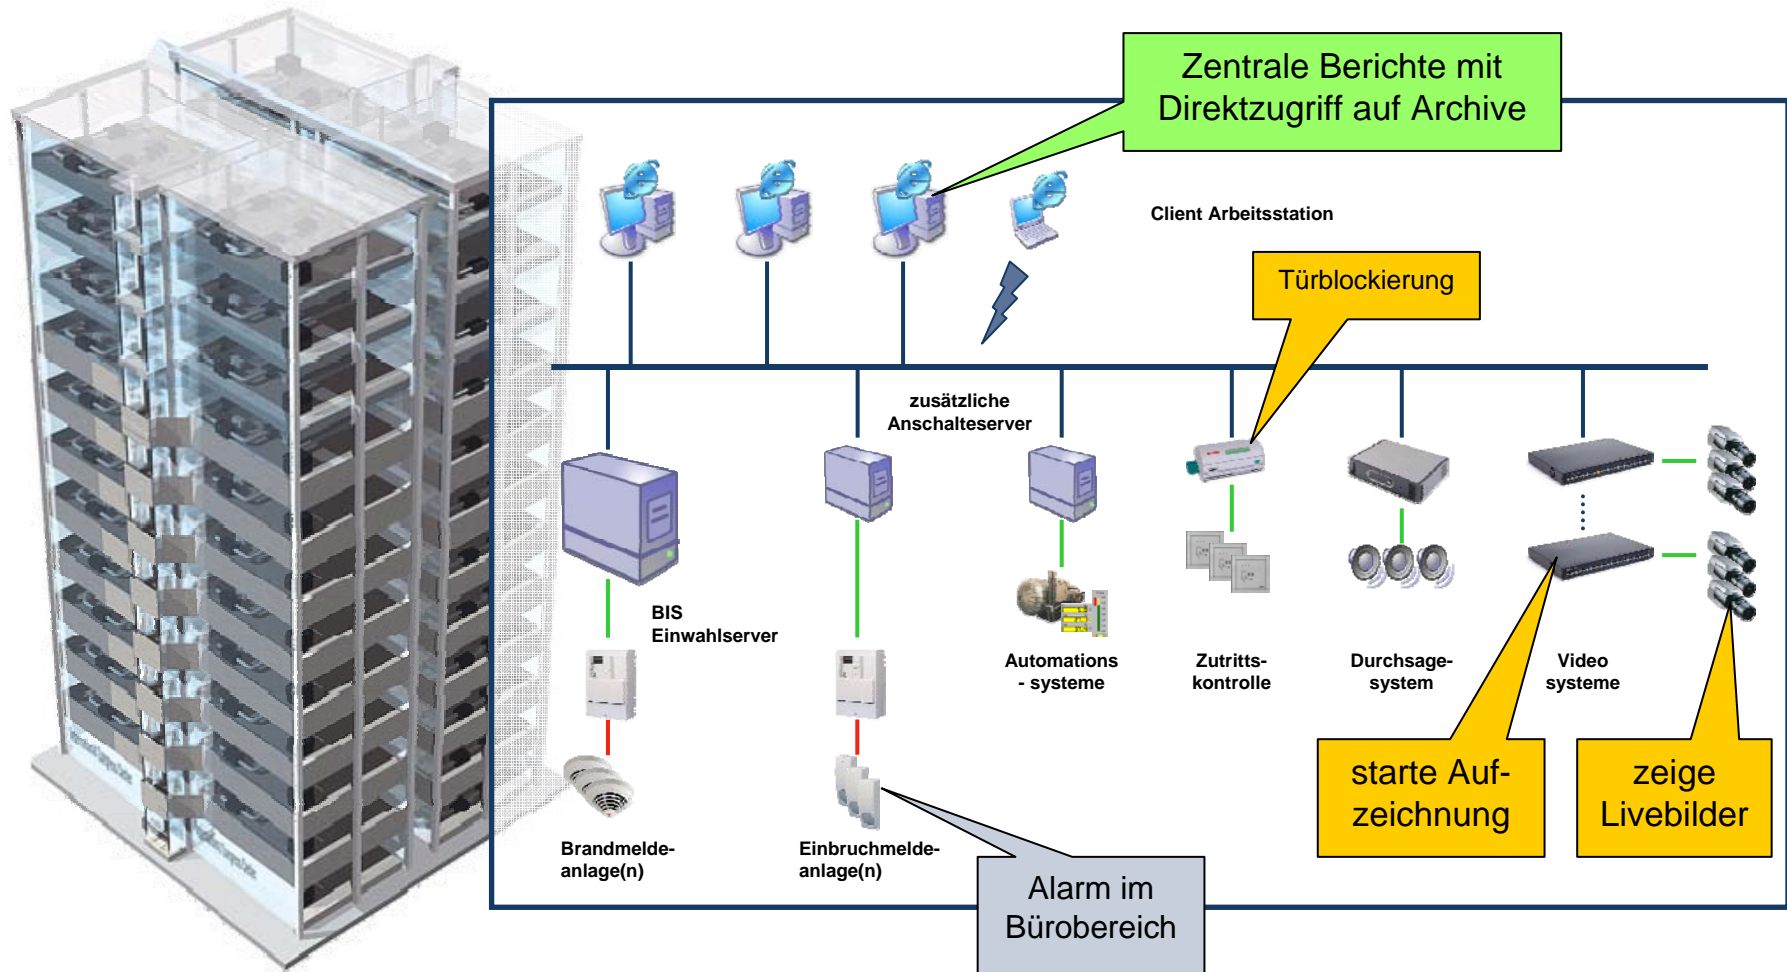 Zentrale Berichte mit
Direktzugriff auf Archive
Client Arbeitsstation
Türblockierung
zusätzliche
Anschalteserver
BIS
Einwahlserver
Automations
- systeme
Zutritts-
kontrolle
Durchsage-
system
Video
systeme
starte Auf-
zeichnung
zeige
Livebilder
Brandmelde-
anlage(n)
Einbruchmelde-
anlage(n)
Alarm im
Bürobereich